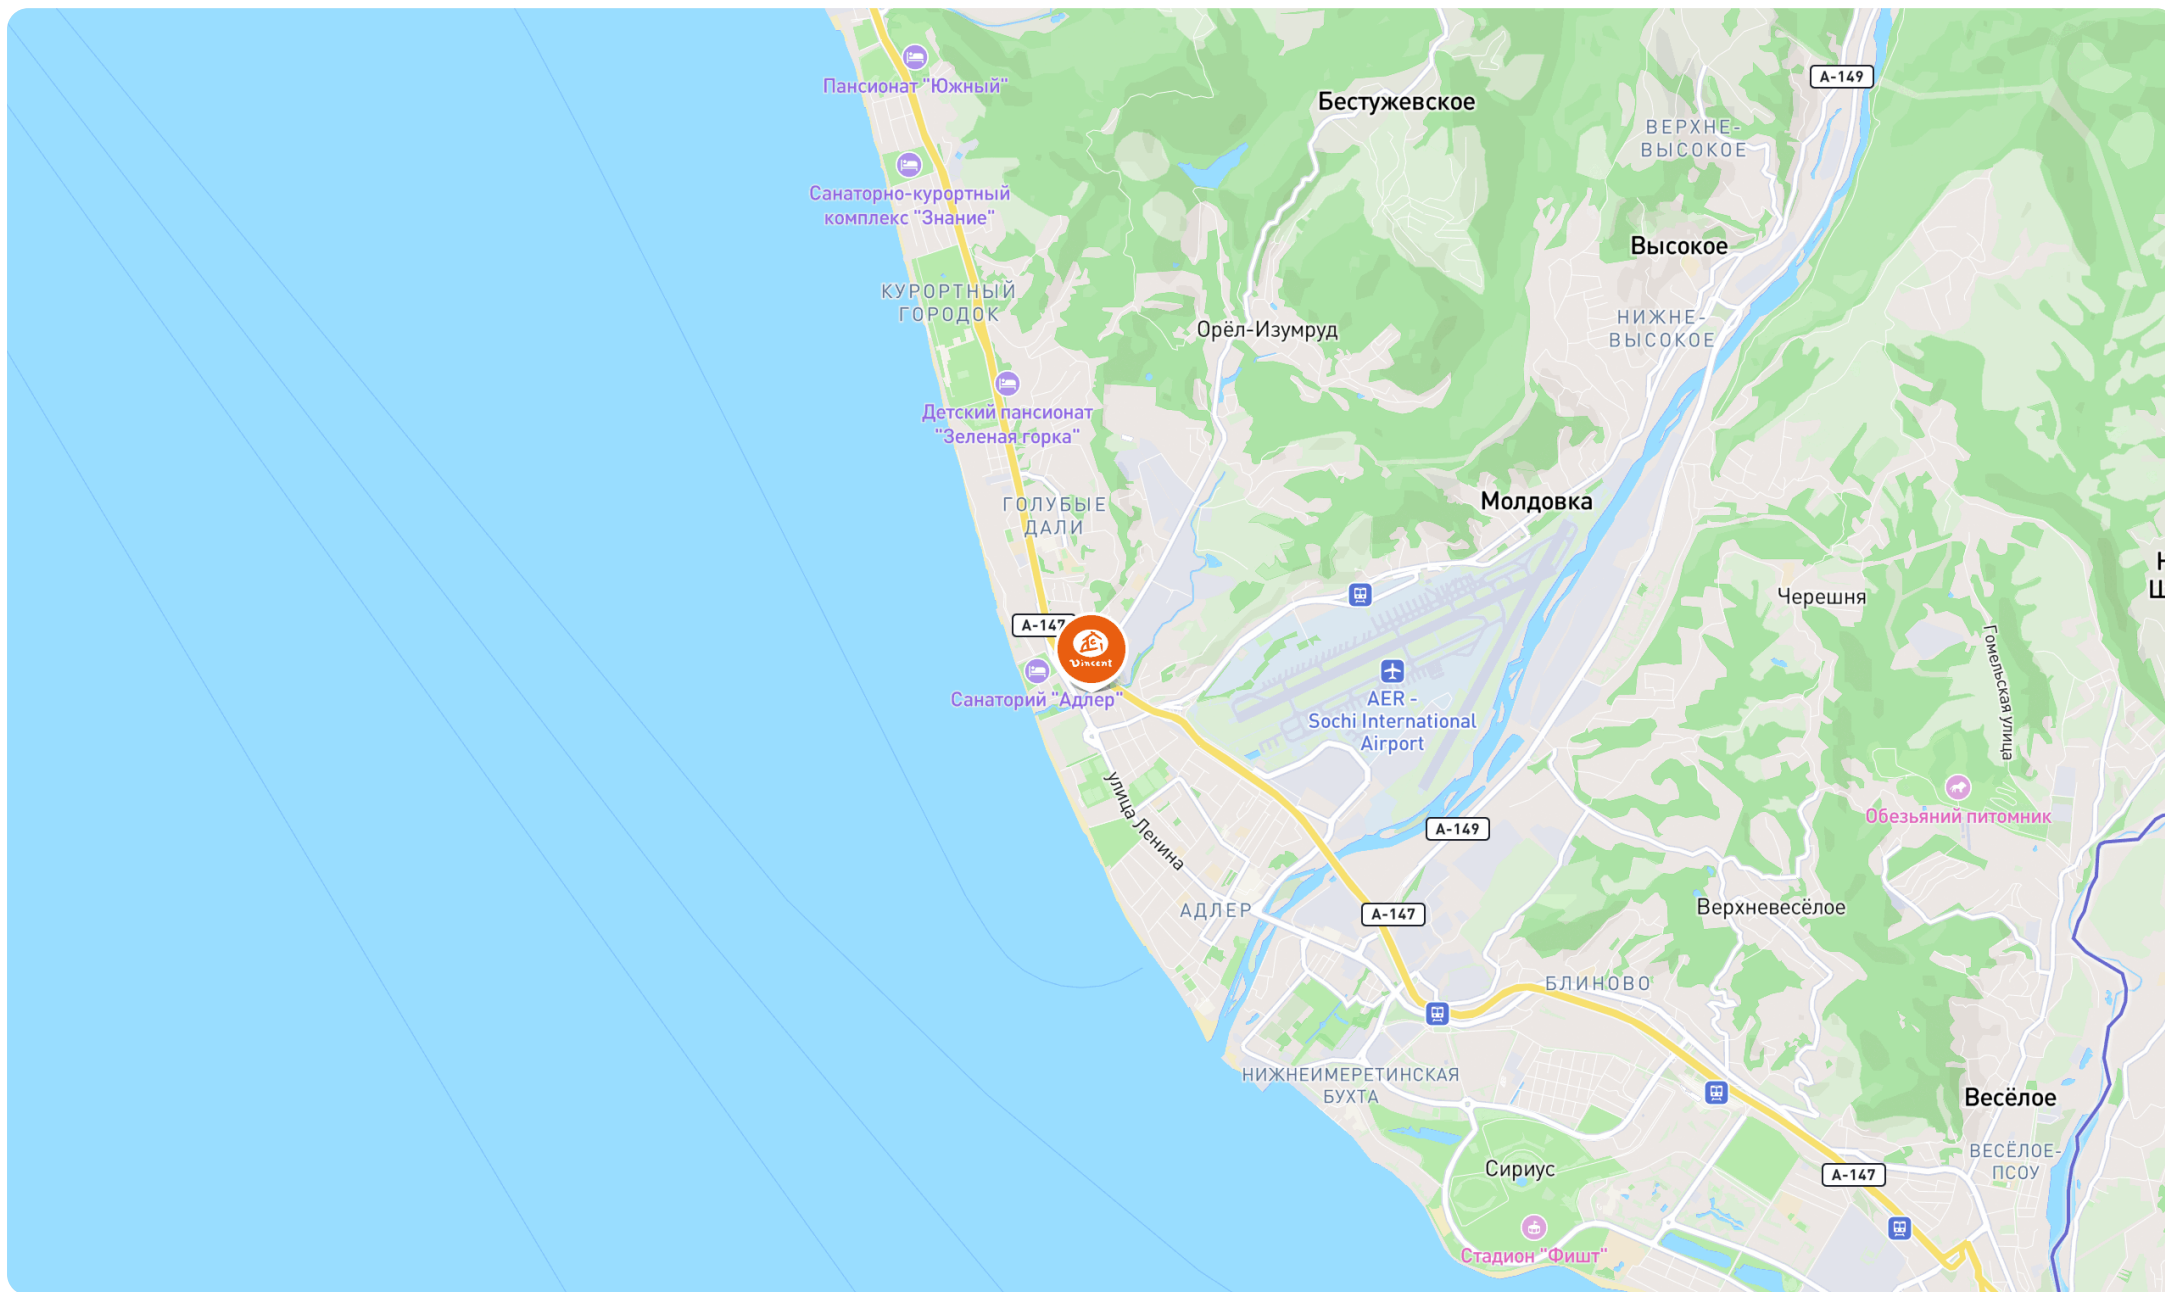 Пансионат "Южный"
Бестужевское
А-149
ВЕРХНЕ-
ВЫСОКОЕ
Санаторно-курортный
комплекс "Знание"
Высокое
КУРОРТНЫЙ
ГОРОДОК
Орёл-Изумруд
НИЖНЕ-
ВЫСОКОЕ
Детский пансионат
"Зеленая горка"
ГОЛУБЫЕ
ДАЛИ
Молдовка
Черешня
Гомельская улица
А-147
Vincent
Санаторий "Адлер"
AER -
Sochi International
Airport
улица Ленина
Обезьяний питомник
А-149
АДЛЕР
А-147
Верхневесёлое
БЛИНОВО
НИЖНЕИМЕРЕТИНСКАЯ
БУХТА
Весёлое
Сириус
ВЕСЁЛОЕ-
ПСОУ
А-147
Стадион "Фишт"